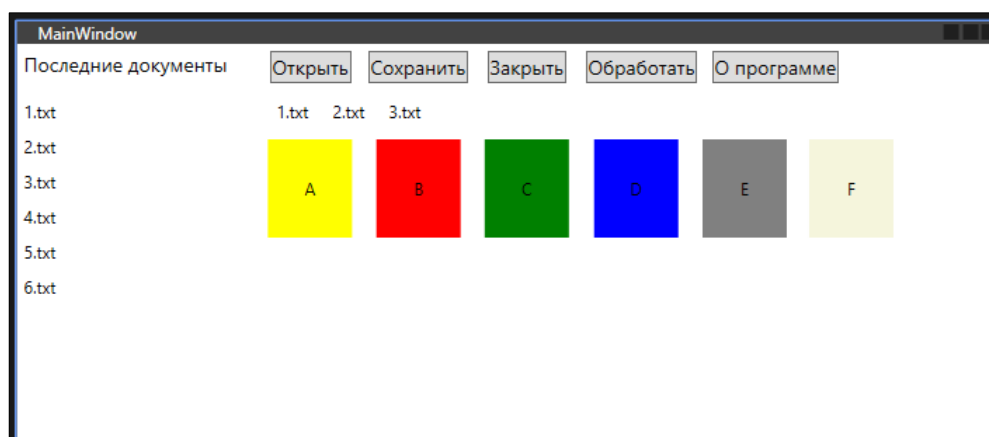 MainWindow
Последние документы Открыть Сохранить Закрыть Обработать О программе
1.txt 1.txt 2.txt 3.txt
2.txt
3.txt A B C D E F
4.txt
5.txt
6.txt